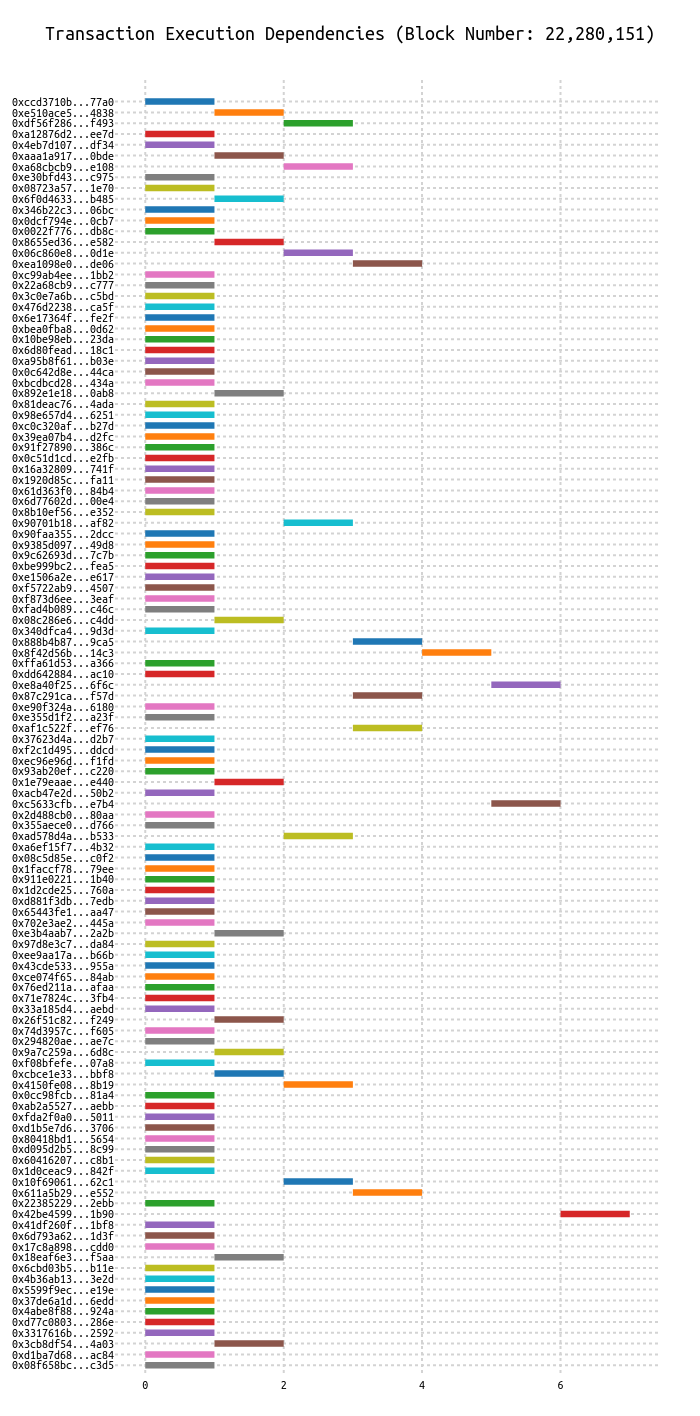 Transaction Execution Dependencies (Block Number: 22,280,151)
0xccd3710b...77a0
0xe510ace5...4838
0xdf56f286...f493
0xa12876d2...ee7d
0x4eb7d107...df34
0xaaa1a917...0bde
0xa68cbcb9...e108
0xe30bfd43...c975
0x08723a57...1e70
0x6f0d4633...b485
0x346b22c3...06bc
0x0dcf794e...0cb7
0x0022f776...db8c
0x8655ed36...e582
0x06c860e8...0d1e
0xea1098e0...de06
0xc99ab4ee...1bb2
0x22a68cb9...c777
0x3c0e7a6b...c5bd
0x476d2238...ca5f
0x6e17364f...fe2f
0xbea0fba8...0d62
0x10be98eb...23da
0x6d80fead...18c1
0xa95b8f61...b03e
0x0c642d8e...44ca
0xbcdbcd28...434a
0x892e1e18...0ab8
0x81deac76...4ada
0x98e657d4...6251
0xc0c320af...b27d
0x39ea07b4...d2fc
0x91f27890...386c
0x0c51d1cd...e2fb
0x16a32809...741f
0x1920d85c...fa11
0x61d363f0...84b4
0x6d77602d...00e4
0x8b10ef56...e352
0x90701b18...af82
0x90faa355...2dcc
0x9385d097...49d8
0x9c62693d...7c7b
0xbe999bc2...fea5
0xe1506a2e...e617
0xf5722ab9...4507
0xf873d6ee...3eaf
0xfad4b089...c46c
0x08c286e6...c4dd
0x340dfca4...9d3d
0x888b4b87...9ca5
0x8f42d56b...14c3
0xffa61d53...a366
0xdd642884...ac10
0xe8a40f25...6f6c
0x87c291ca...f57d
0xe90f324a...6180
0xe355d1f2...a23f
0xaf1c522f...ef76
0x37623d4a...d2b7
0xf2c1d495...ddcd
0xec96e96d...f1fd
0x93ab20ef...c220
0x1e79eaae...e440
0xacb47e2d...50b2
0xc5633cfb...e7b4
0x2d488cb0...80aa
0x355aece0...d766
0xad578d4a...b533
0xa6ef15f7...4b32
0x08c5d85e...c0f2
0x1faccf78...79ee
0x911e0221...1b40
0x1d2cde25...760a
0xd881f3db...7edb
0x65443fe1...aa47
0x702e3ae2...445a
0xe3b4aab7...2a2b
0x97d8e3c7...da84
0xee9aa17a...b66b
0x43cde533...955a
0xce074f65...84ab
0x76ed211a...afaa
0x71e7824c...3fb4
0x33a185d4...aebd
0x26f51c82...f249
0x74d3957c...f605
0x294820ae...ae7c
0x9a7c259a...6d8c
0xf08bfefe...07a8
0xcbce1e33...bbf8
0x4150fe08...8b19
0x0cc98fcb...81a4
0xab2a5527...aebb
0xfda2f0a0...5011
0xd1b5e7d6...3706
0x80418bd1...5654
0xd095d2b5...8c99
0x60416207...c8b1
0x1d0ceac9...842f
0x10f69061...62c1
0x611a5b29...e552
0x22385229...2ebb
0x42be4599...1b90
0x41df260f...1bf8
0x6d793a62...1d3f
0x17c8a898...cdd0
0x18eaf6e3...f5aa
0x6cbd03b5...b11e
0x4b36ab13...3e2d
0x5599f9ec...e19e
0x37de6a1d...6edd
0x4abe8f88...924a
0xd77c0803...286e
0x3317616b...2592
0x3cb8df54...4a03
0xd1ba7d68...ac84
0x08f658bc...c3d5
0 2 4 6